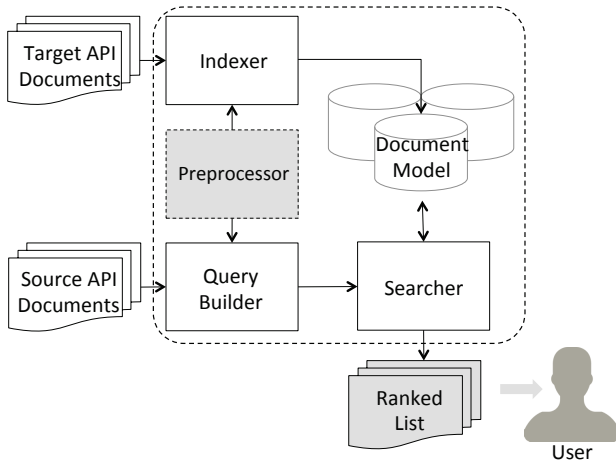 Target API
Documents
Indexer
Document
Model
Preprocessor
Source API
Documents
Query
Builder
Searcher
Ranked
List
User